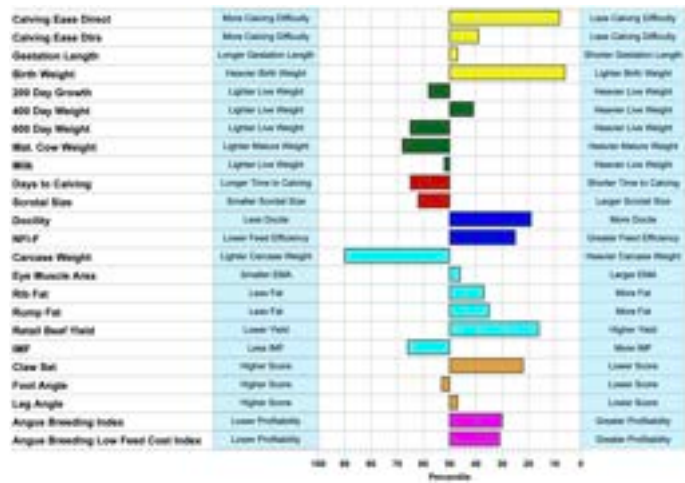 Calving Ease Direct More Calving Difficulty Less Calving Difficulty
Calving Ease Dtrs More Calving Difficulty Less Calving Difficulty
Gestation Length Longer Gestation Length Shorter Gestation Length
Birth Weight Heavier Birth Weight Lighter Birth Weight
200 Day Growth Lighter Live Weight Heavier Live Weight
400 Day Weight Lighter Live Weight Heavier Live Weight
600 Day Weight Lighter Live Weight Heavier Live Weight
Mat. Cow Weight Lighter Mature Weight Heavier Mature Weight
Milk Lighter Live Weight Heavier Live Weight
Days to Calving Longer Time to Calving Shorter Time to Calving
Scrotal Size Smaller Scrotal Size Larger Scrotal Size
Docility Less Docile More Docile
NFI-F Lower Feed Efficiency Greater Feed Efficiency
Carcase Weight Lighter Carcase Weight Heavier Carcase Weight
Eye Muscle Area Smaller EMA Larger EMA
Rib Fat Less Fat More Fat
Rump Fat Less Fat More Fat
Retail Beef Yield Lower Yield Higher Yield
IMF Less IMF More IMF
Claw Set Higher Score Lower Score
Foot Angle Higher Score Lower Score
Leg Angle Higher Score Lower Score
Angus Breeding Index Lower Profitability Greater Profitability
Angus Breeding Low Feed Cost Index Lower Profitability Greater Profitability
100 90 80 70 60 50 40 30 20 10 0
Percentile